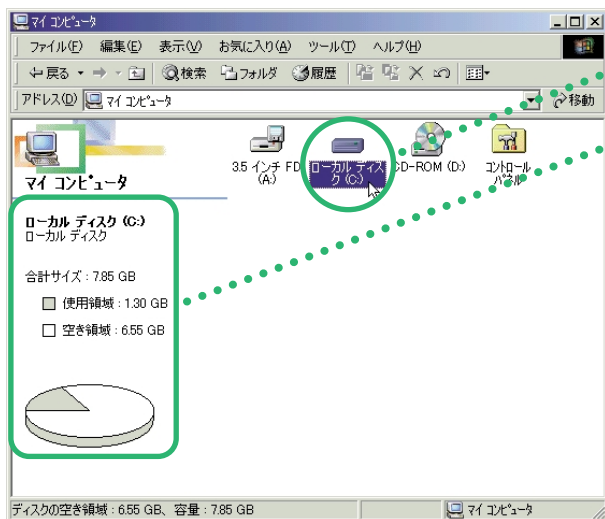 マイ コンピュータ
ファイル(F) 編集(E) 表示(V) お気に入り(A) ツール(T) ヘルプ(H)
戻る 検索 フォルダ 履歴
アドレス(D) マイ コンピュータ 移動
マイ コンピュータ
3.5 インチ FD (A:)
ローカル ディスク (C:)
CD-ROM (D:)
コントロール パネル
ローカル ディスク (C:)
ローカル ディスク
合計サイズ : 7.85 GB
使用領域 : 1.30 GB
空き領域 : 6.55 GB
ディスクの空き領域 : 6.55 GB、容量 : 7.85 GB マイ コンピュータ